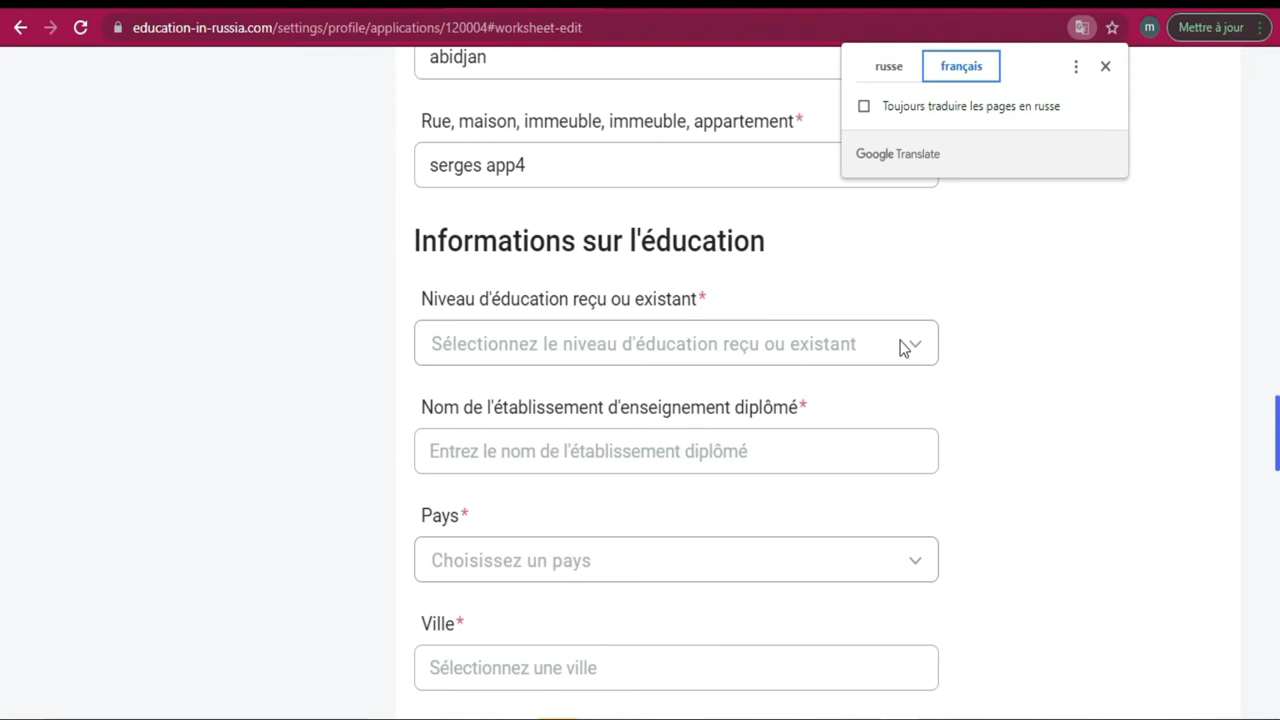 education-in-russia.com/settings/profile/applications/120004#worksheet-edit
m
Mettre à jour
russe
français
Toujours traduire les pages en russe
Google Translate
abidjan
Rue, maison, immeuble, immeuble, appartement*
serges app4
Informations sur l'éducation
Niveau d'éducation reçu ou existant*
Sélectionnez le niveau d'éducation reçu ou existant
Nom de l'établissement d'enseignement diplômé*
Entrez le nom de l'établissement diplômé
Pays*
Choisissez un pays
Ville*
Sélectionnez une ville